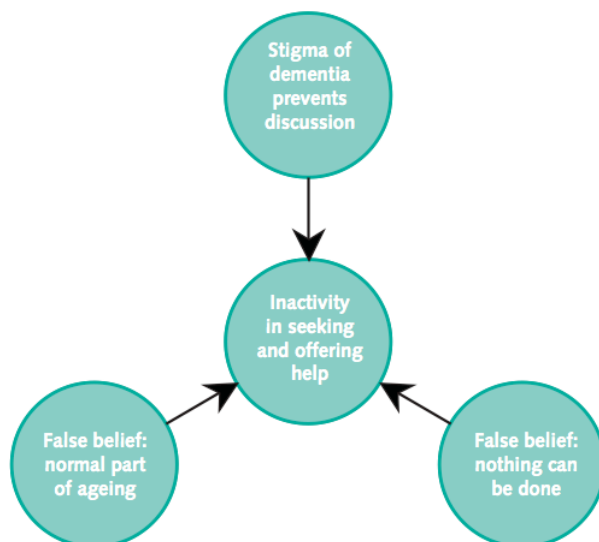 Stigma of
dementia
prevents
discussion
Inactivity
in seeking
and offering
help
False belief:
normal part
of ageing
False belief:
nothing can
be done